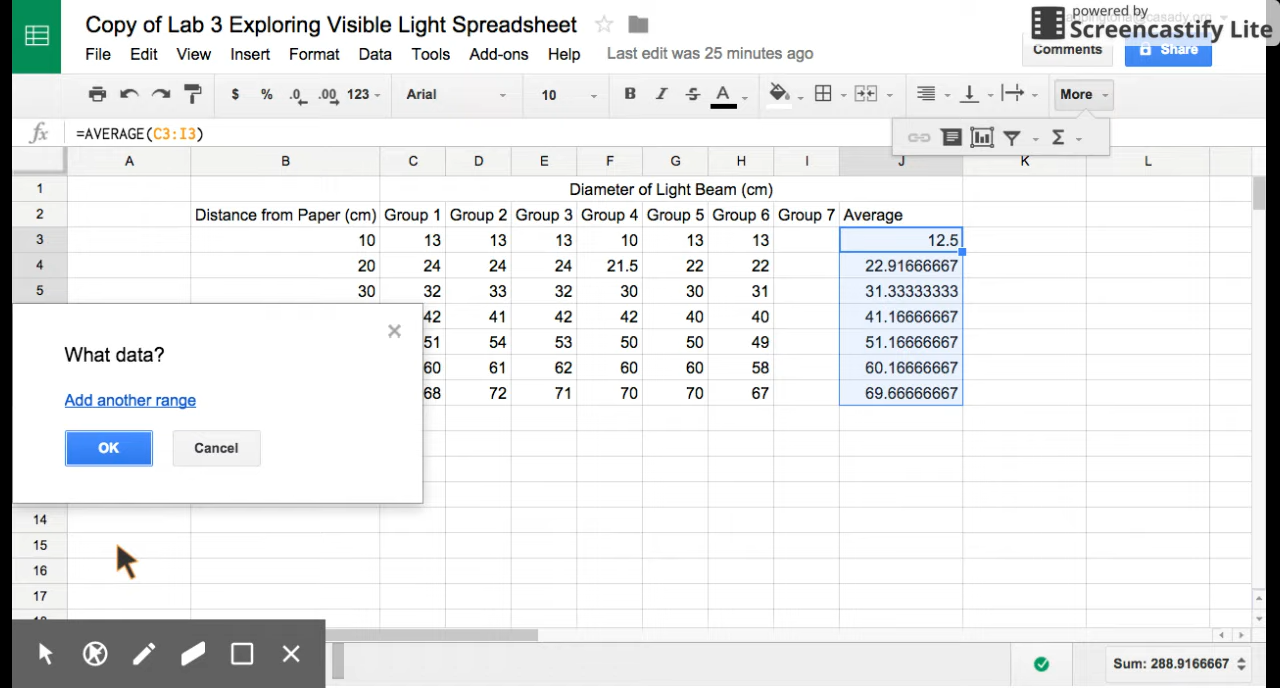 Copy of Lab 3 Exploring Visible Light Spreadsheet
powered by
Screencastify Lite
File Edit View Insert Format Data Tools Add-ons Help Last edit was 25 minutes ago
Comments Share
$ % .0 .00 123 Arial 10 B I S A More
fx =AVERAGE(C3:I3)
Σ
A B C D E F G H I J K L
1 Diameter of Light Beam (cm)
2 Distance from Paper (cm) Group 1 Group 2 Group 3 Group 4 Group 5 Group 6 Group 7 Average
3 10 13 13 13 10 13 13 12.5
4 20 24 24 24 21.5 22 22 22.91666667
5 30 32 33 32 30 30 31 31.33333333
42 41 42 42 40 40 41.16666667
51 54 53 50 50 49 51.16666667
60 61 62 60 60 58 60.16666667
68 72 71 70 70 67 69.66666667
What data?
Add another range
OK Cancel
14
15
16
17
Sum: 288.9166667